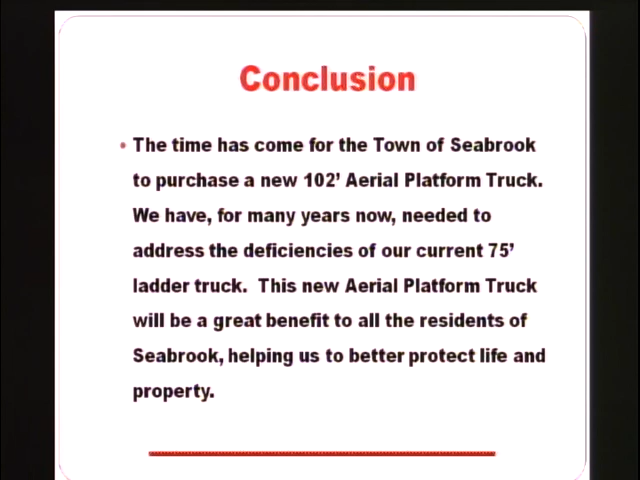 Conclusion
• The time has come for the Town of Seabrook
to purchase a new 102’ Aerial Platform Truck.
We have, for many years now, needed to
address the deficiencies of our current 75’
ladder truck.  This new Aerial Platform Truck
will be a great benefit to all the residents of
Seabrook, helping us to better protect life and
property.